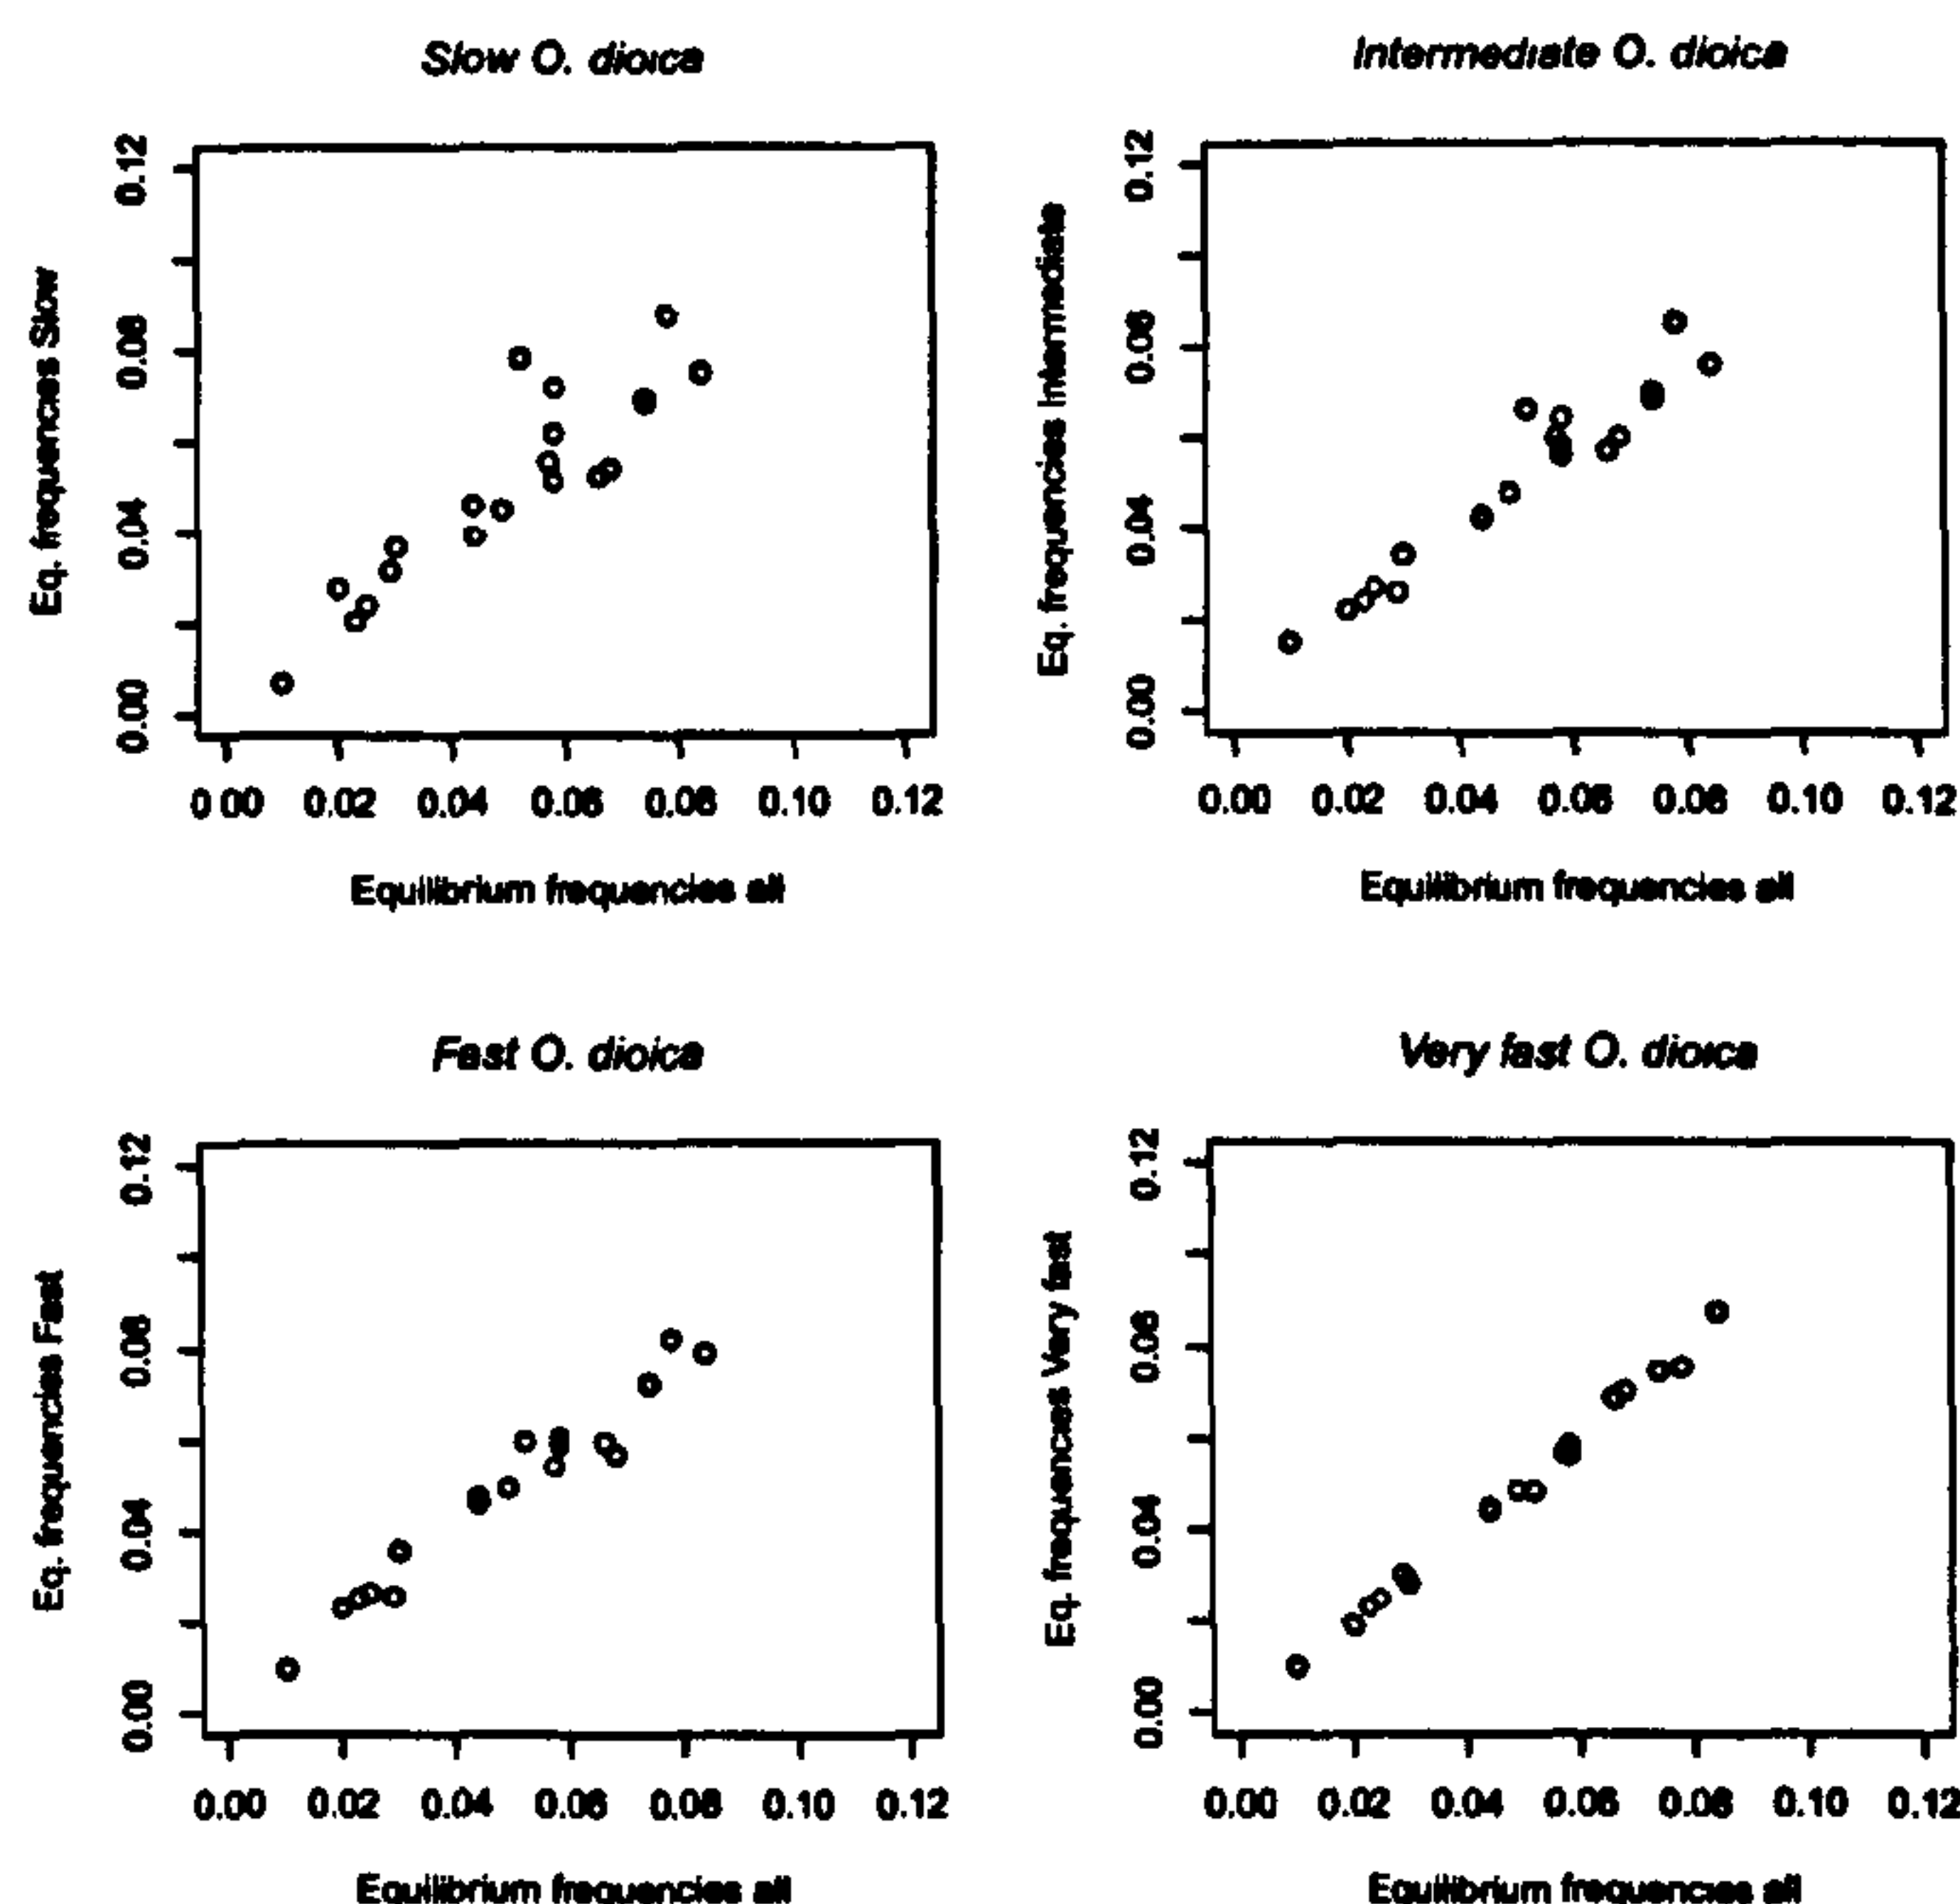 Slow O. dioica
Eq. frequencies Slow
0.12
0.08
0.04
0.00
0 00 0.02 0.04 0.06 0.08 0.10 0.12
Equilibrium frequencies all
Intermediate O. dioica
Eq. frequencies Intermediate
0.12
0.08
0.04
0.00
0.00 0.02 0.04 0.06 0.08 0.10 0.12
Equilibrium frequencies all
Fast O. dioica
Eq. frequencies Fast
0.12
0.08
0.04
0.00
0.00 0.02 0.04 0.06 0.08 0.10 0.12
Equilibrium frequencies all
Very fast O. dioica
Eq. frequences Very fast
0.12
0.08
0.04
0.00
0.00 0.02 0.04 0.06 0.08 0.10 0.12
Equilibrium frequences all